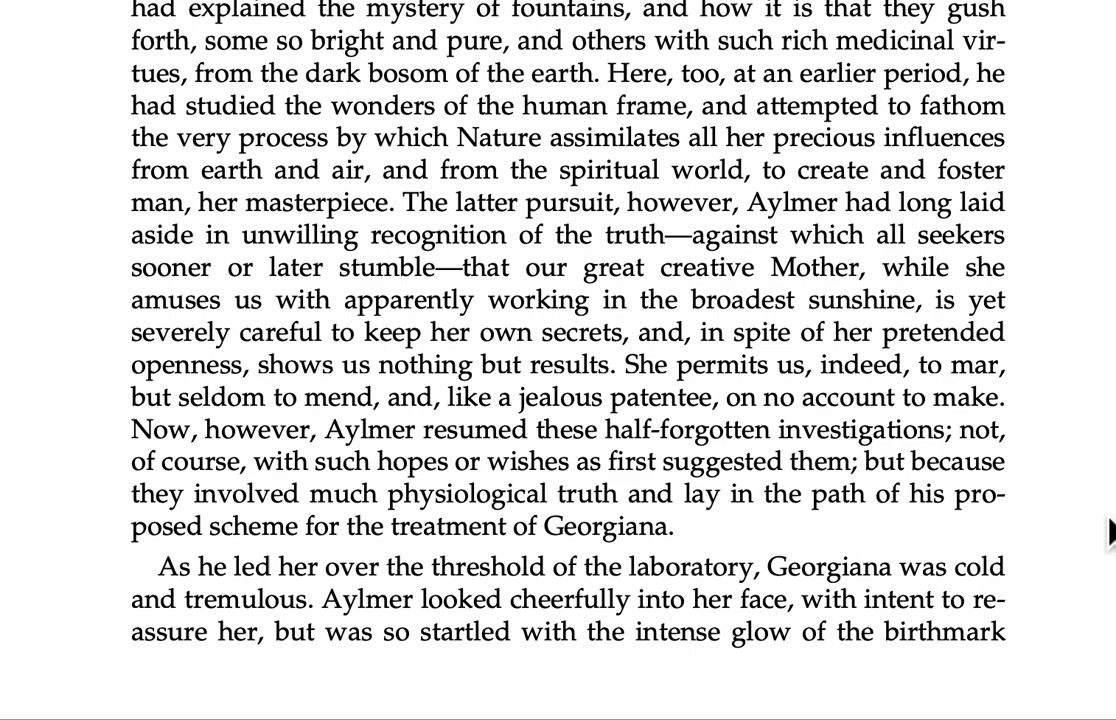 had explained the mystery of fountains, and how it is that they gush
forth, some so bright and pure, and others with such rich medicinal vir-
tues, from the dark bosom of the earth. Here, too, at an earlier period, he
had studied the wonders of the human frame, and attempted to fathom
the very process by which Nature assimilates all her precious influences
from earth and air, and from the spiritual world, to create and foster
man, her masterpiece. The latter pursuit, however, Aylmer had long laid
aside in unwilling recognition of the truth—against which all seekers
sooner or later stumble—that our great creative Mother, while she
amuses us with apparently working in the broadest sunshine, is yet
severely careful to keep her own secrets, and, in spite of her pretended
openness, shows us nothing but results. She permits us, indeed, to mar,
but seldom to mend, and, like a jealous patentee, on no account to make.
Now, however, Aylmer resumed these half-forgotten investigations; not,
of course, with such hopes or wishes as first suggested them; but because
they involved much physiological truth and lay in the path of his pro-
posed scheme for the treatment of Georgiana.
As he led her over the threshold of the laboratory, Georgiana was cold
and tremulous. Aylmer looked cheerfully into her face, with intent to re-
assure her, but was so startled with the intense glow of the birthmark